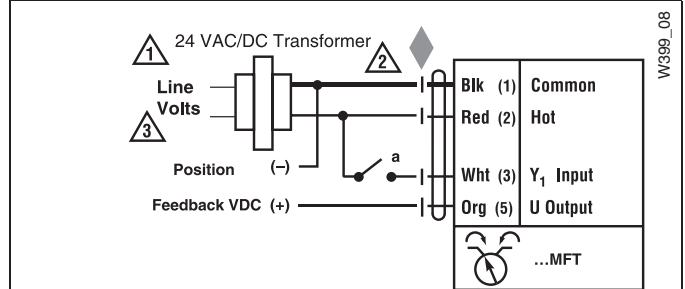 W399_08
1 24 VAC/DC Transformer
2
Line
Volts
3
Blk (1) Common
Red (2) Hot
a
Position (–)
Wht (3) Y₁ Input
Feedback VDC (+)
Org (5) U Output
...MFT